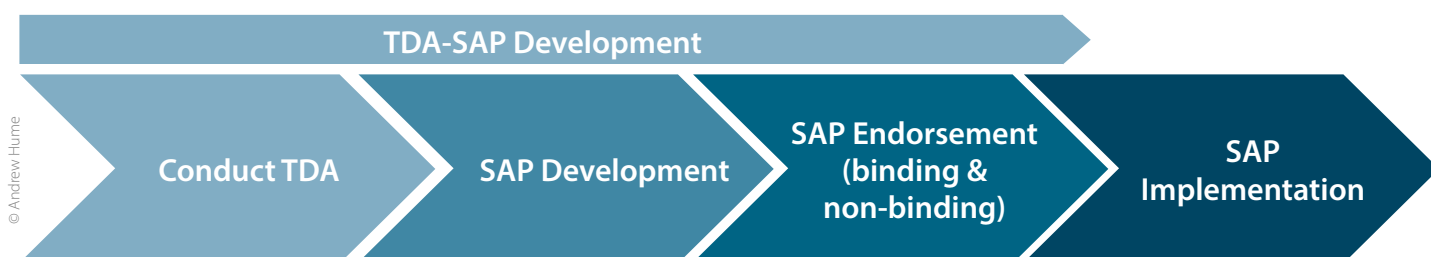 TDA-SAP Development
© Andrew Hume
Conduct TDA
SAP Development
SAP Endorsement
(binding &
non-binding)
SAP
Implementation